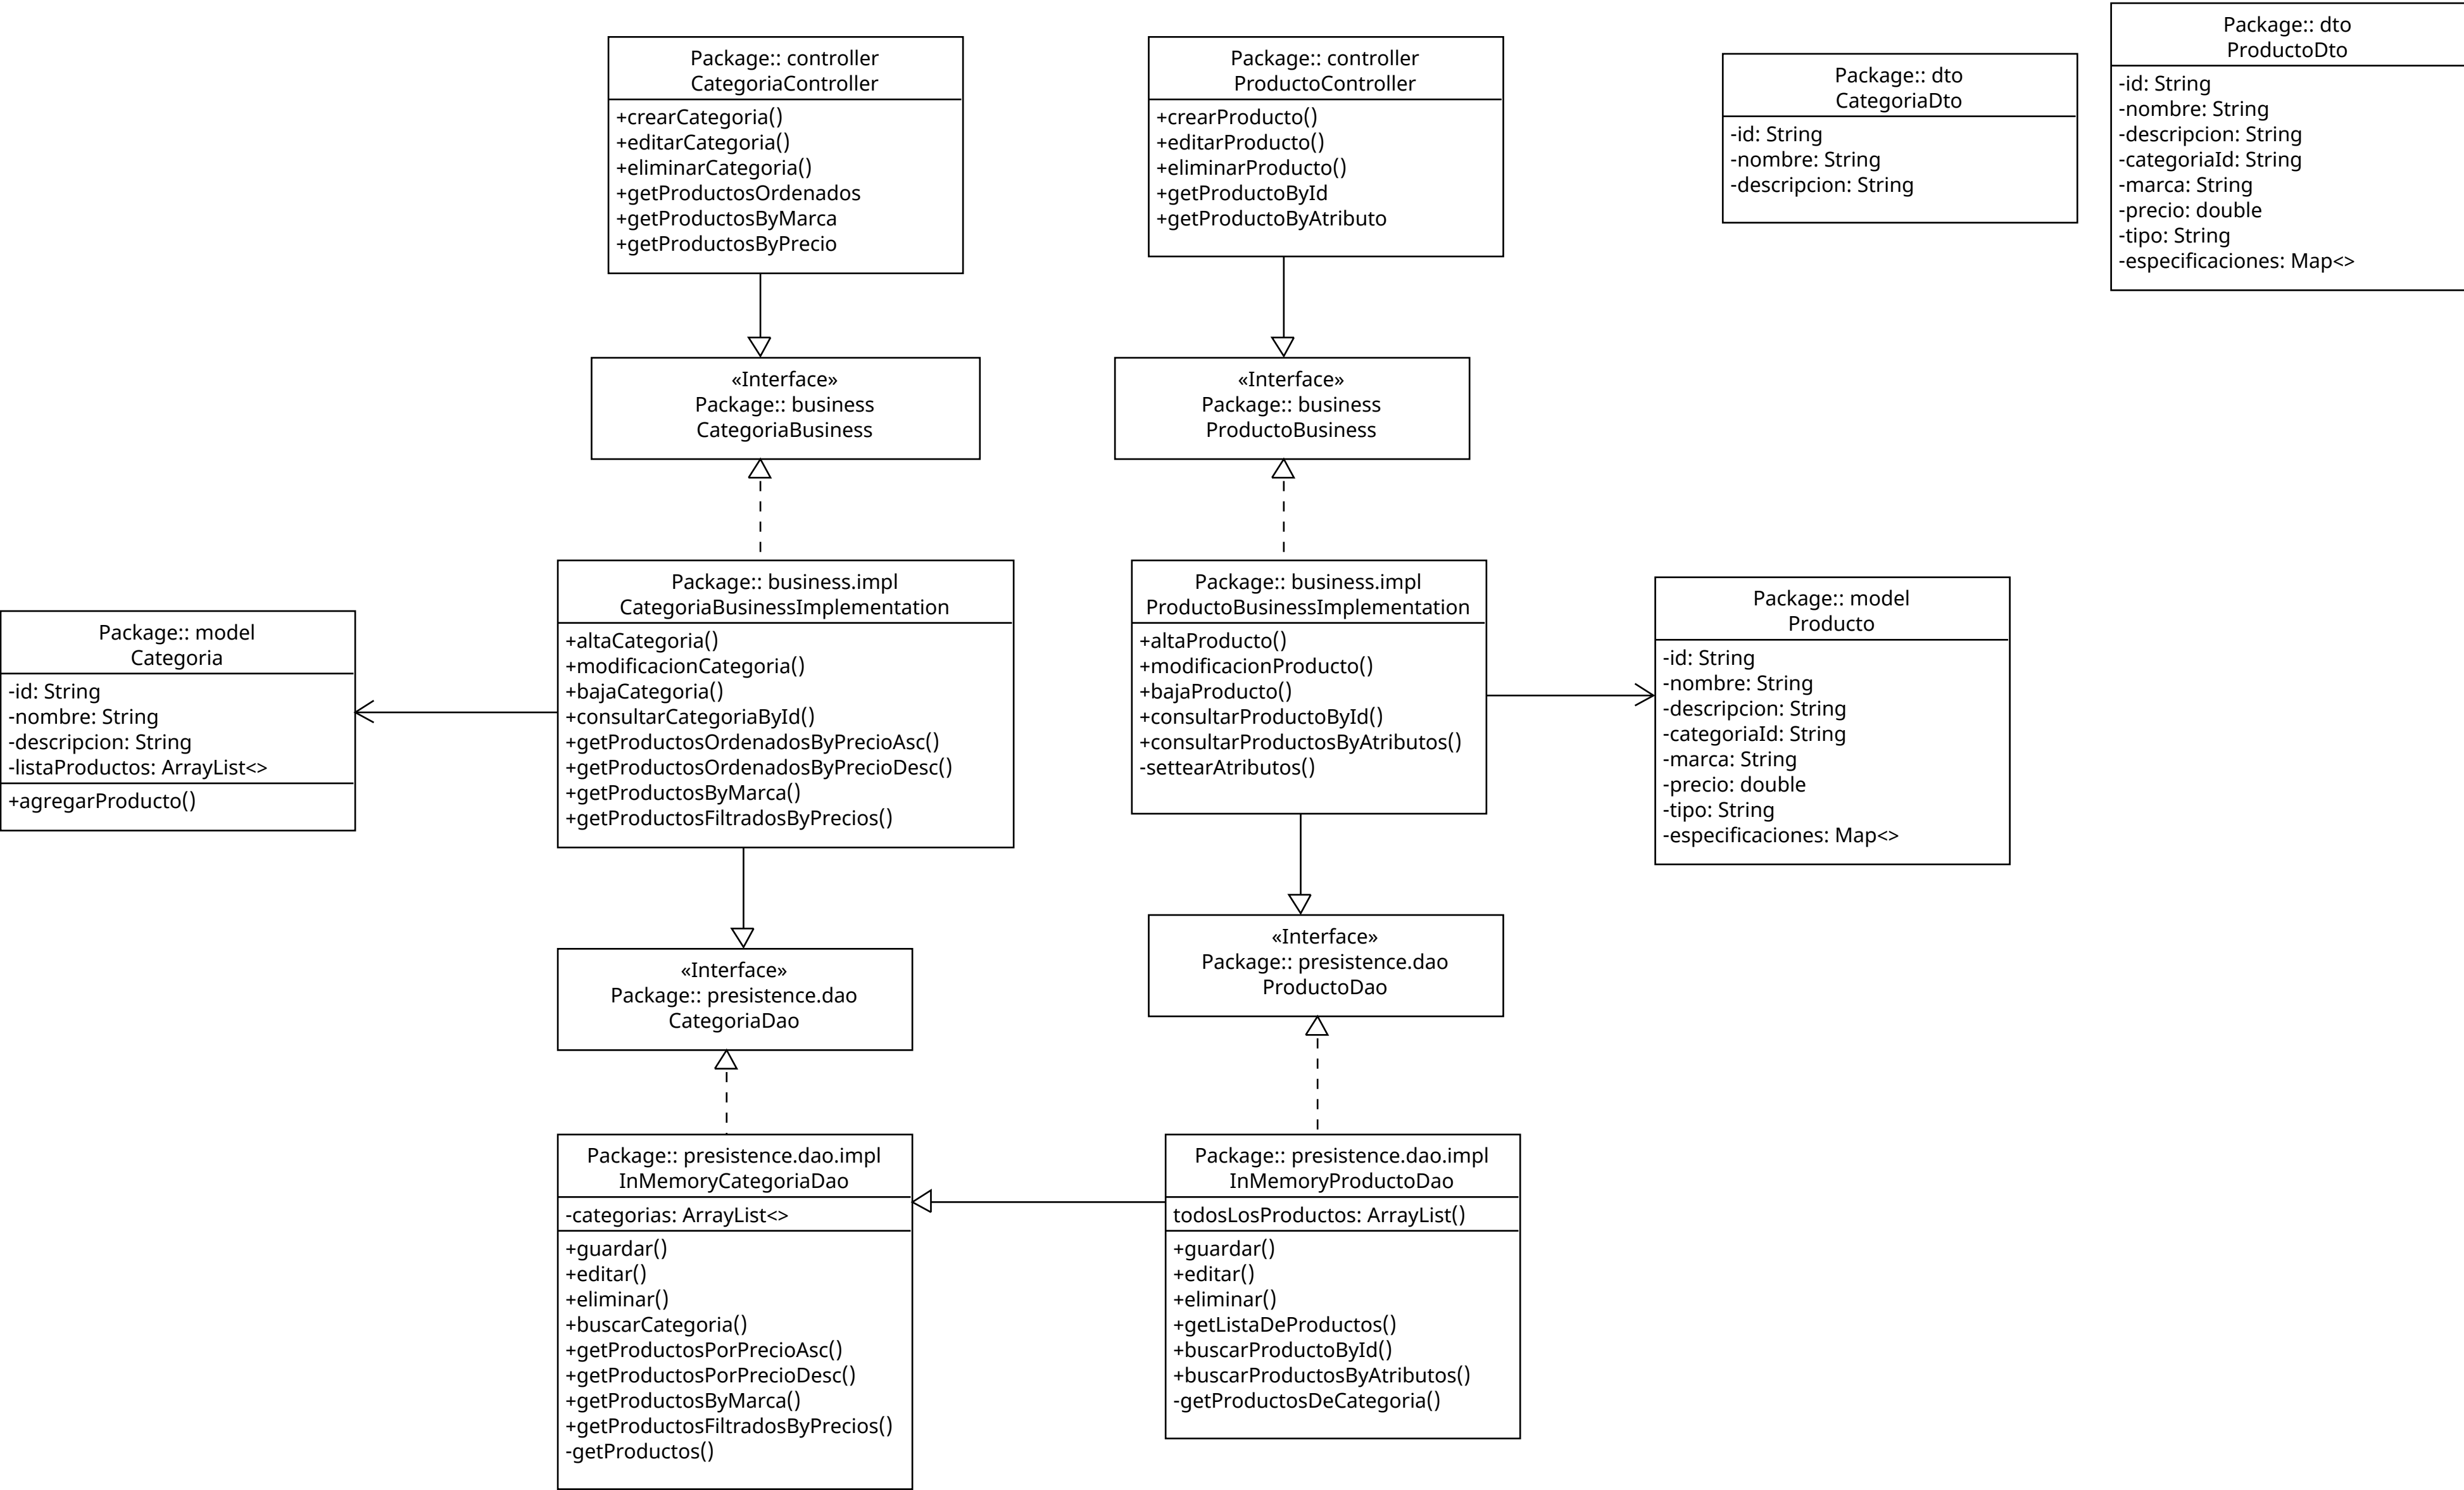 Package:: controller
CategoriaController
+crearCategoria()
+editarCategoria()
+eliminarCategoria()
+getProductosOrdenados
+getProductosByMarca
+getProductosByPrecio
Package:: controller
ProductoController
+crearProducto()
+editarProducto()
+eliminarProducto()
+getProductoById
+getProductoByAtributo
Package:: dto
CategoriaDto
-id: String
-nombre: String
-descripcion: String
Package:: dto
ProductoDto
-id: String
-nombre: String
-descripcion: String
-categoriaId: String
-marca: String
-precio: double
-tipo: String
-especificaciones: Map<>
«Interface»
Package:: business
CategoriaBusiness
«Interface»
Package:: business
ProductoBusiness
Package:: model
Categoria
-id: String
-nombre: String
-descripcion: String
-listaProductos: ArrayList<>
+agregarProducto()
Package:: business.impl
CategoriaBusinessImplementation
+altaCategoria()
+modificacionCategoria()
+bajaCategoria()
+consultarCategoriaById()
+getProductosOrdenadosByPrecioAsc()
+getProductosOrdenadosByPrecioDesc()
+getProductosByMarca()
+getProductosFiltradosByPrecios()
Package:: business.impl
ProductoBusinessImplementation
+altaProducto()
+modificacionProducto()
+bajaProducto()
+consultarProductoById()
+consultarProductosByAtributos()
-settearAtributos()
Package:: model
Producto
-id: String
-nombre: String
-descripcion: String
-categoriaId: String
-marca: String
-precio: double
-tipo: String
-especificaciones: Map<>
«Interface»
Package:: presistence.dao
CategoriaDao
«Interface»
Package:: presistence.dao
ProductoDao
Package:: presistence.dao.impl
InMemoryCategoriaDao
-categorias: ArrayList<>
+guardar()
+editar()
+eliminar()
+buscarCategoria()
+getProductosPorPrecioAsc()
+getProductosPorPrecioDesc()
+getProductosByMarca()
+getProductosFiltradosByPrecios()
-getProductos()
Package:: presistence.dao.impl
InMemoryProductoDao
todosLosProductos: ArrayList()
+guardar()
+editar()
+eliminar()
+getListaDeProductos()
+buscarProductoById()
+buscarProductosByAtributos()
-getProductosDeCategoria()